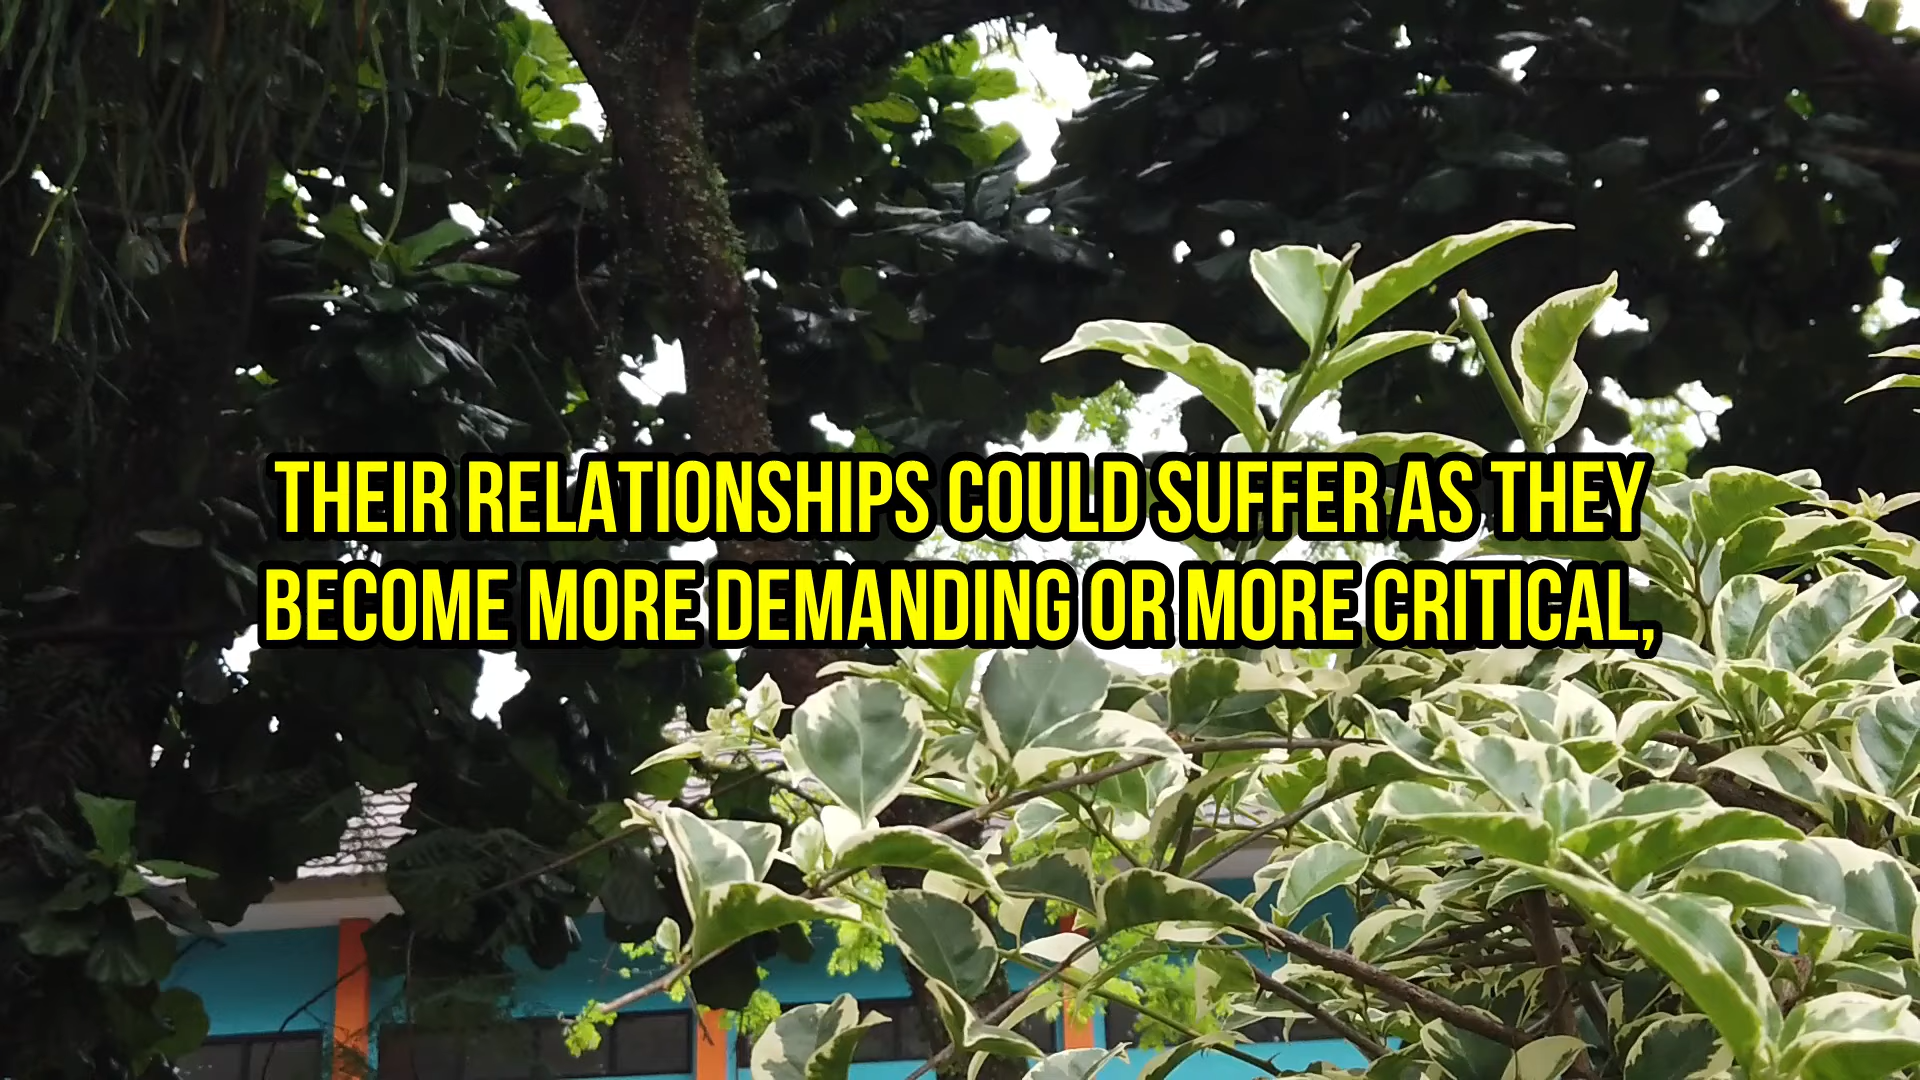 THEIR RELATIONSHIPS COULD SUFFER AS THEY
BECOME MORE DEMANDING OR MORE CRITICAL,